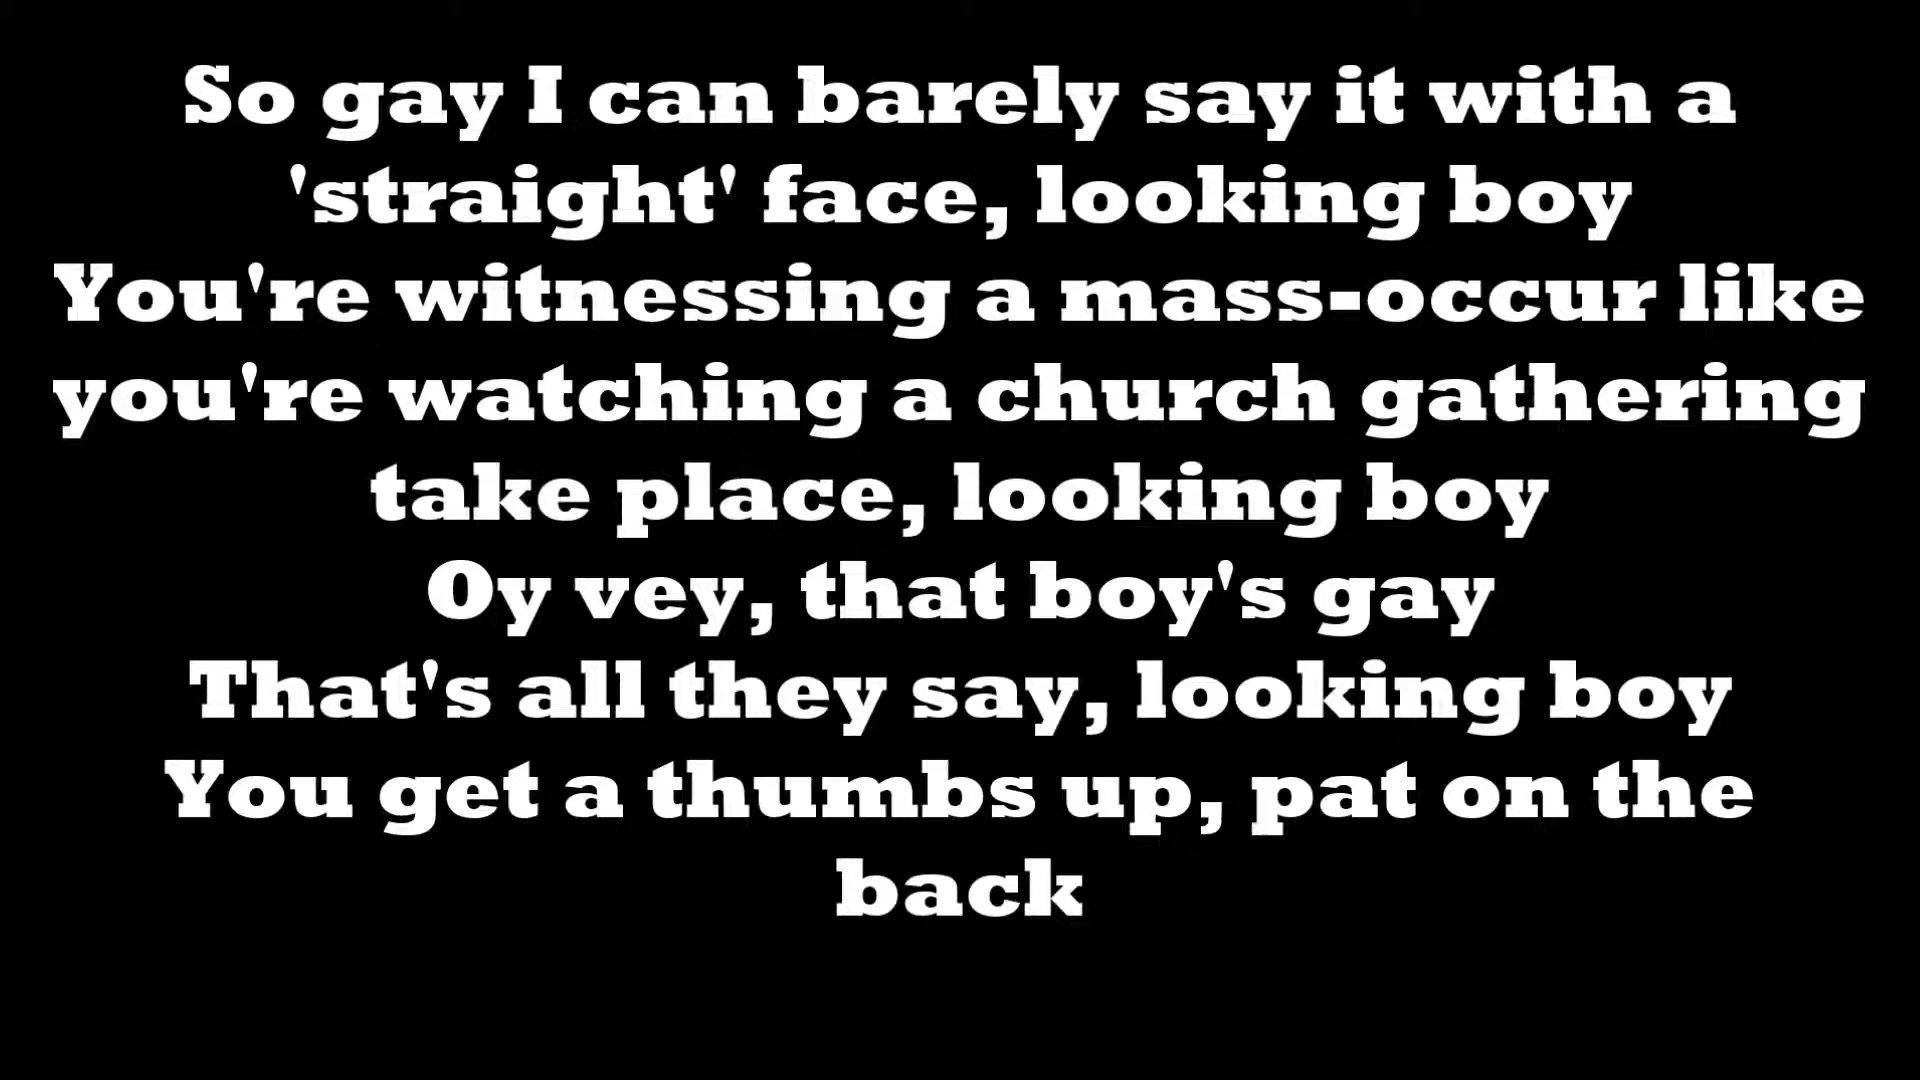 So gay I can barely say it with a
'straight' face, looking boy
You're witnessing a mass-occur like
you're watching a church gathering
take place, looking boy
Oy vey, that boy's gay
That's all they say, looking boy
You get a thumbs up, pat on the
back